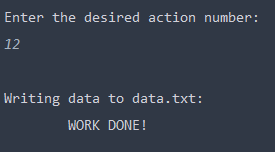 Enter the desired action number:
12
Writing data to data.txt:
WORK DONE!